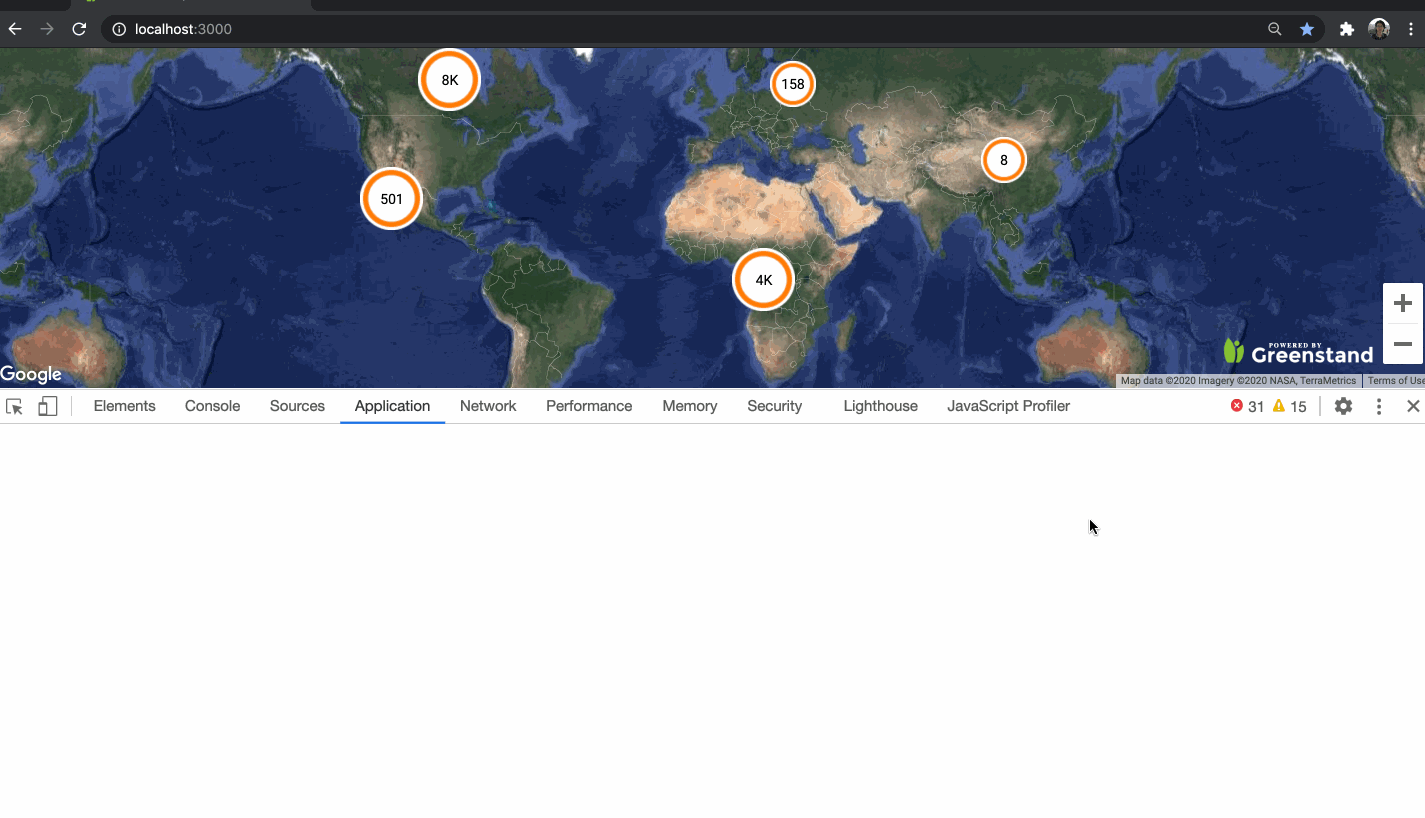 localhost:3000
8K
158
8
501
4K
POWERED BY
Greenstand
Google
Map data ©2020 Imagery ©2020 NASA, TerraMetrics
Terms of Use
Elements Console Sources Application Network Performance Memory Security Lighthouse JavaScript Profiler 31 15